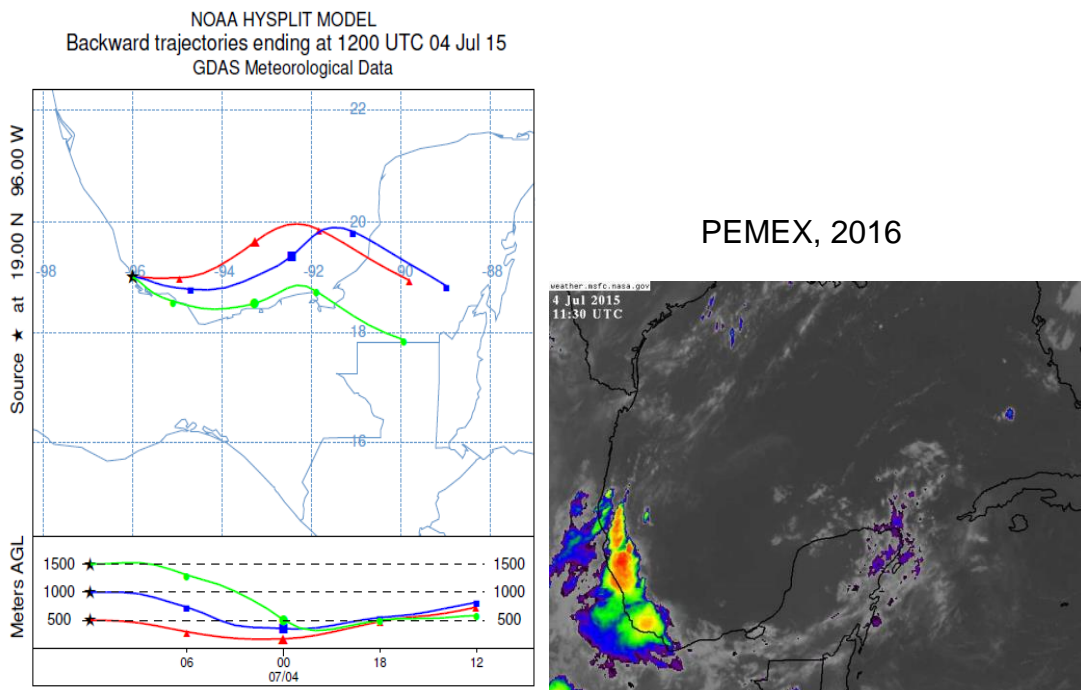 NOAA HYSPLIT MODEL
Backward trajectories ending at 1200 UTC 04 Jul 15
GDAS Meteorological Data
Source ★ at 19.00 N 96.00 W
22
20
-98
-96
-94
-92
-90
-88
18
16
Meters AGL
1500
1500
1000
1000
500
500
06
00
18
12
07/04
PEMEX, 2016
weather.msfc.nasa.gov
4 Jul 2015
11:30 UTC